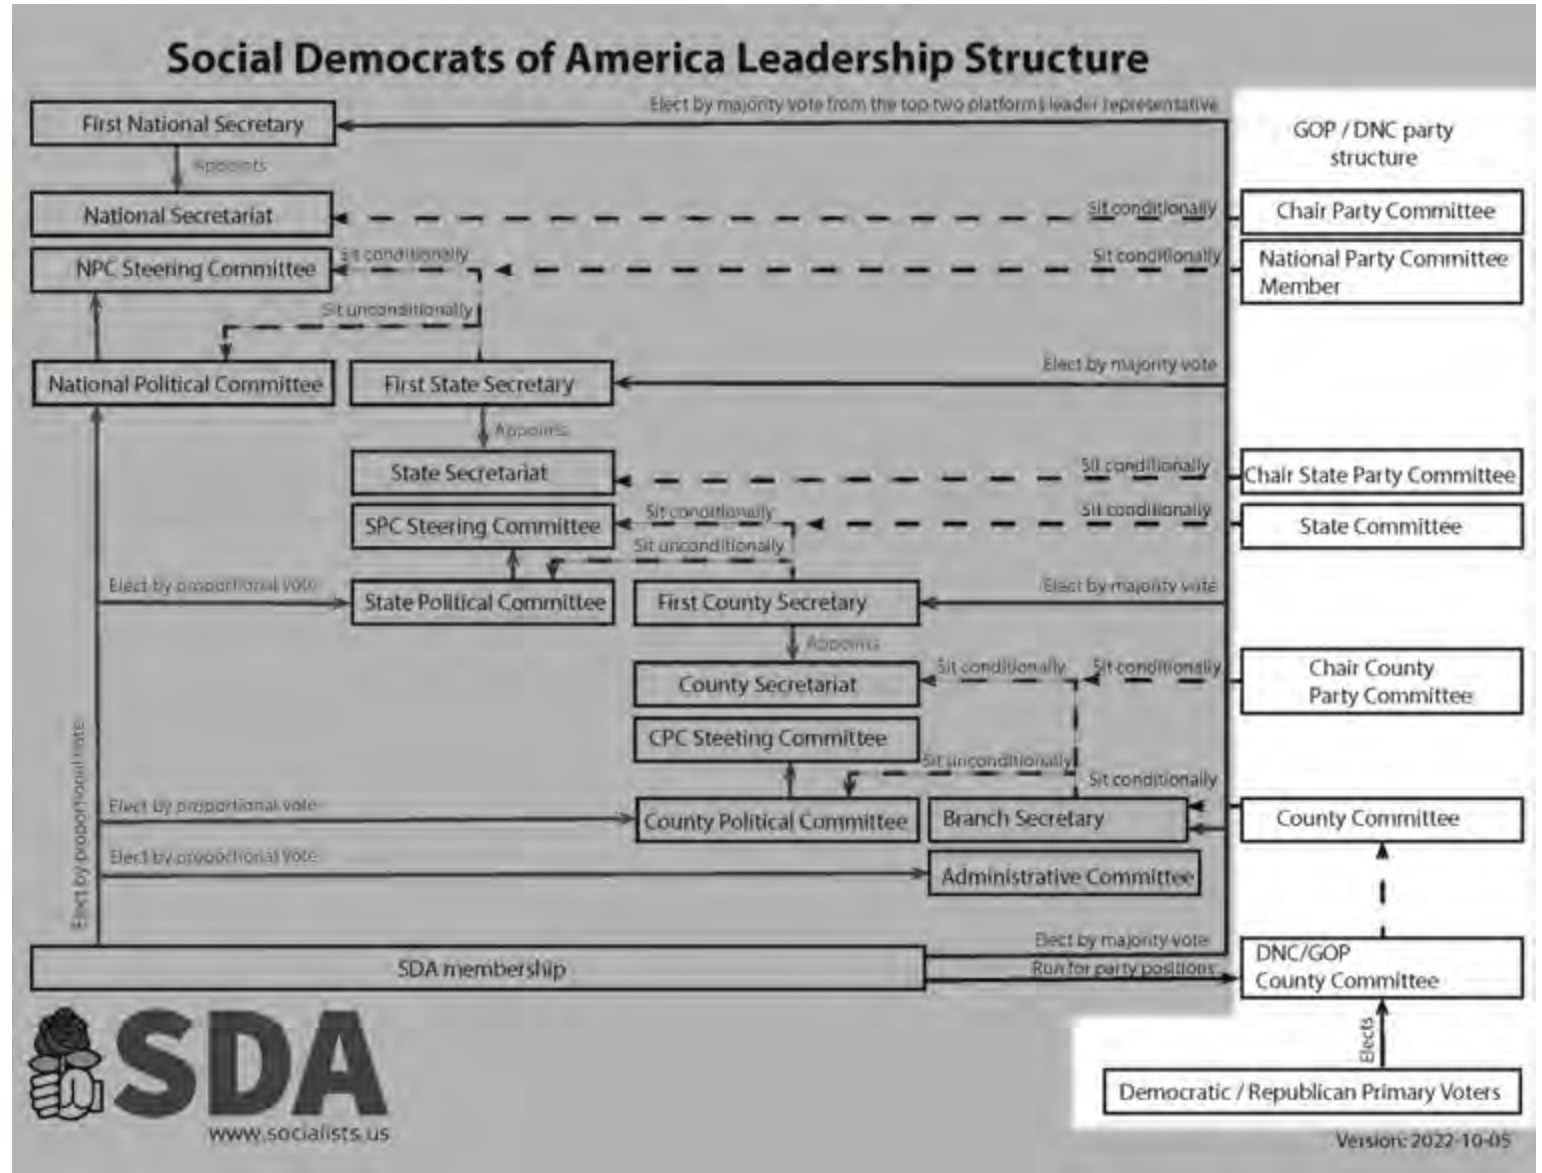 Social Democrats of America Leadership Structure
Elect by majority vote from the top two platforms leader representative
First National Secretary
GOP / DNC party
structure
Appoints
National Secretariat
Sit conditionally
Chair Party Committee
NPC Steering Committee
Sit conditionally
Sit conditionally
National Party Committee
Member
Sit unconditionally
National Political Committee
First State Secretary
Elect by majority vote
Appoints
State Secretariat
Sit conditionally
Chair State Party Committee
SPC Steering Committee
Sit conditionally
Sit conditionally
State Committee
Sit unconditionally
Elect by proportional vote
State Political Committee
First County Secretary
Elect by majority vote
Appoints
County Secretariat
Sit conditionally
Sit conditionally
Chair County
Party Committee
CPC Steeting Committee
Sit unconditionally
Sit conditionally
Elect by proportional vote
County Political Committee
Branch Secretary
County Committee
Elect by proportional vote
Administrative Committee
Elect by proportional vote
Elect by majority vote
SDA membership
Run for party positions
DNC/GOP
County Committee
Elects
Democratic / Republican Primary Voters
SDA
www.socialists.us
Version: 2022-10-05